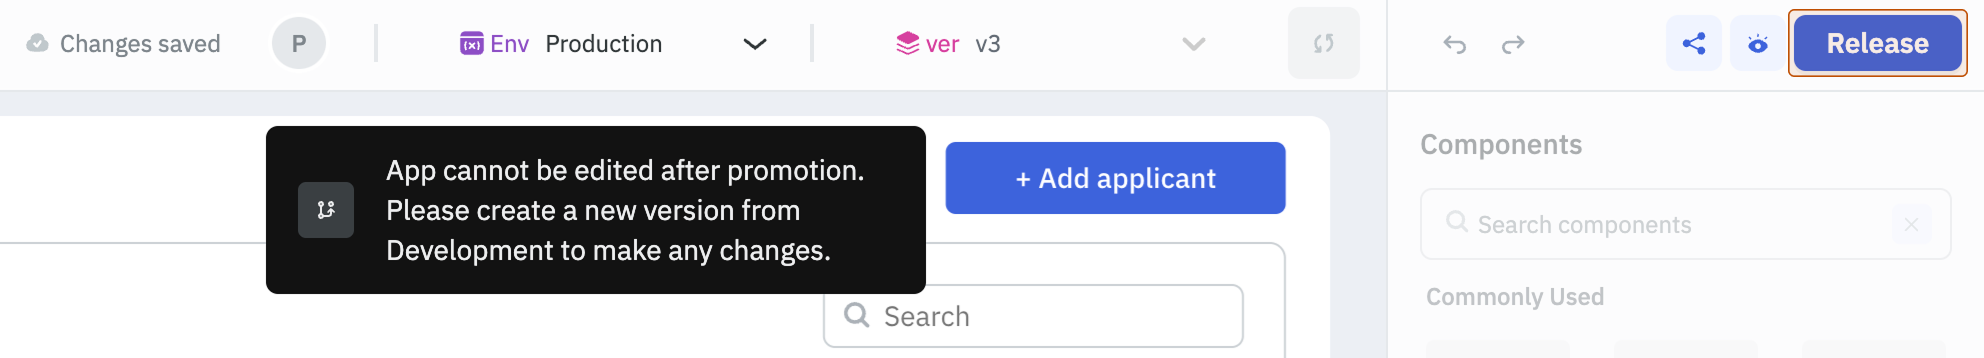 Changes saved
P
Env Production
ver v3
Release
App cannot be edited after promotion.
Please create a new version from
Development to make any changes.
+ Add applicant
Search
Components
Search components
Commonly Used